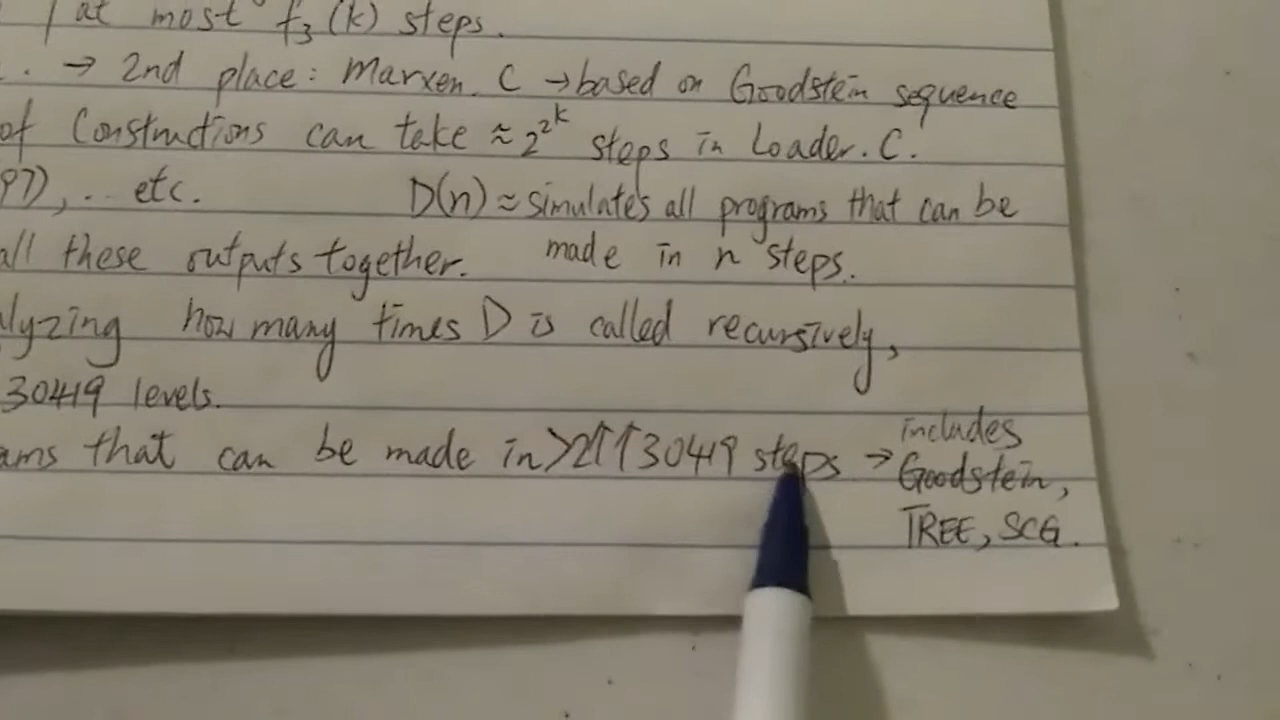 at most f₃(k) steps.
. → 2nd place: Marxen. C → based on Goodstein sequence
of Constructions can take ≈ 2^2^k steps in Loader. C.
97), .. etc. D(n) ≈ simulates all programs that can be
all these outputs together. made in n steps.
lyzing how many times D is called recursively,
30419 levels.
ams that can be made in >2↑↑30419 steps → includes
Goodstein,
TREE, SCG.